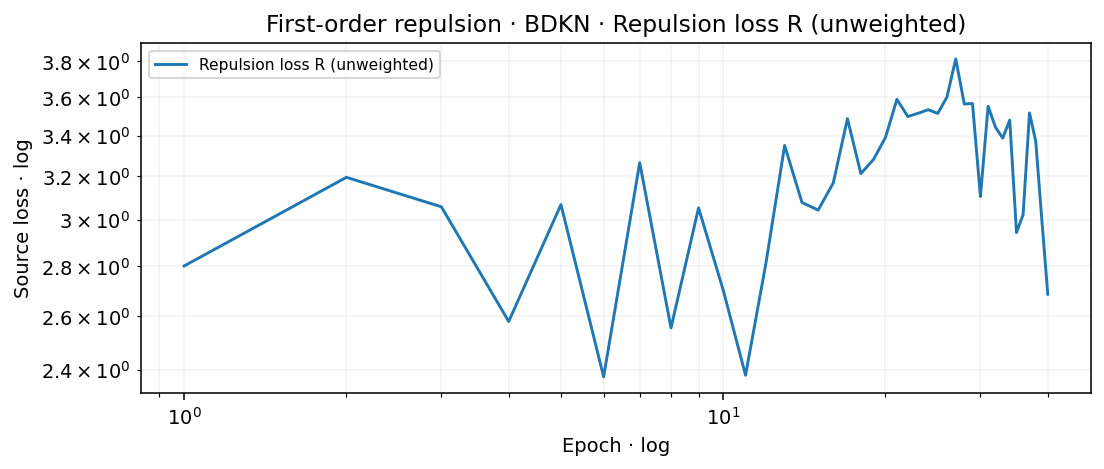 First-order repulsion · BDKN · Repulsion loss R (unweighted)
Repulsion loss R (unweighted)
Source loss · log
3.8 × 10⁰
3.6 × 10⁰
3.4 × 10⁰
3.2 × 10⁰
3 × 10⁰
2.8 × 10⁰
2.6 × 10⁰
2.4 × 10⁰
10⁰
10¹
Epoch · log